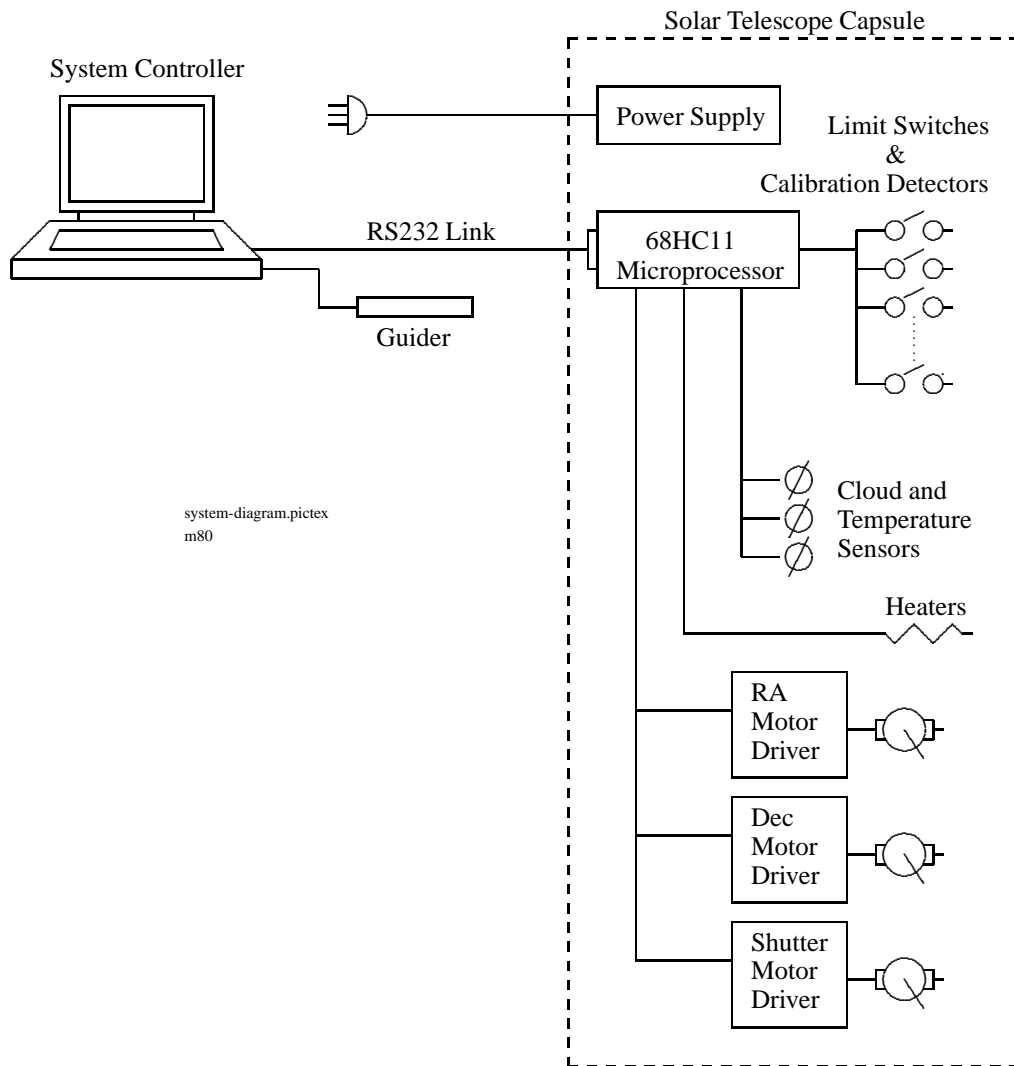 Solar Telescope Capsule
System Controller
Power Supply
Limit Switches
&
Calibration Detectors
RS232 Link
68HC11
Microprocessor
Guider
Cloud and
Temperature
Sensors
system-diagram.pictex
m80
Heaters
RA
Motor
Driver
Dec
Motor
Driver
Shutter
Motor
Driver